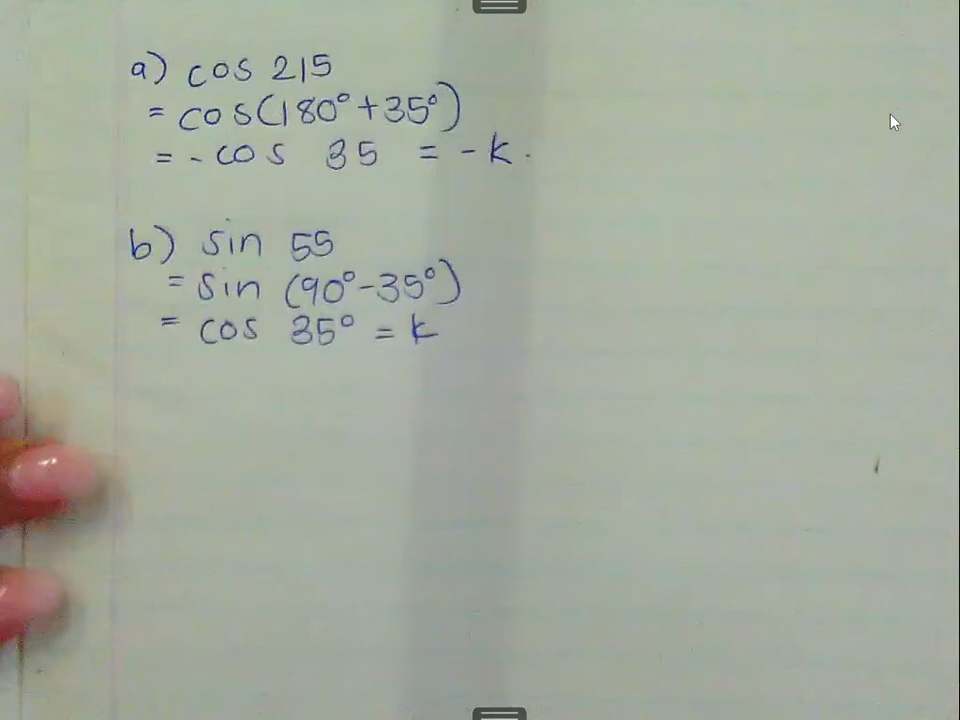 a) cos 215
= cos(180° + 35°)
= - cos 35 = - k.
b) sin 55
= sin (90° - 35°)
= cos 35° = k